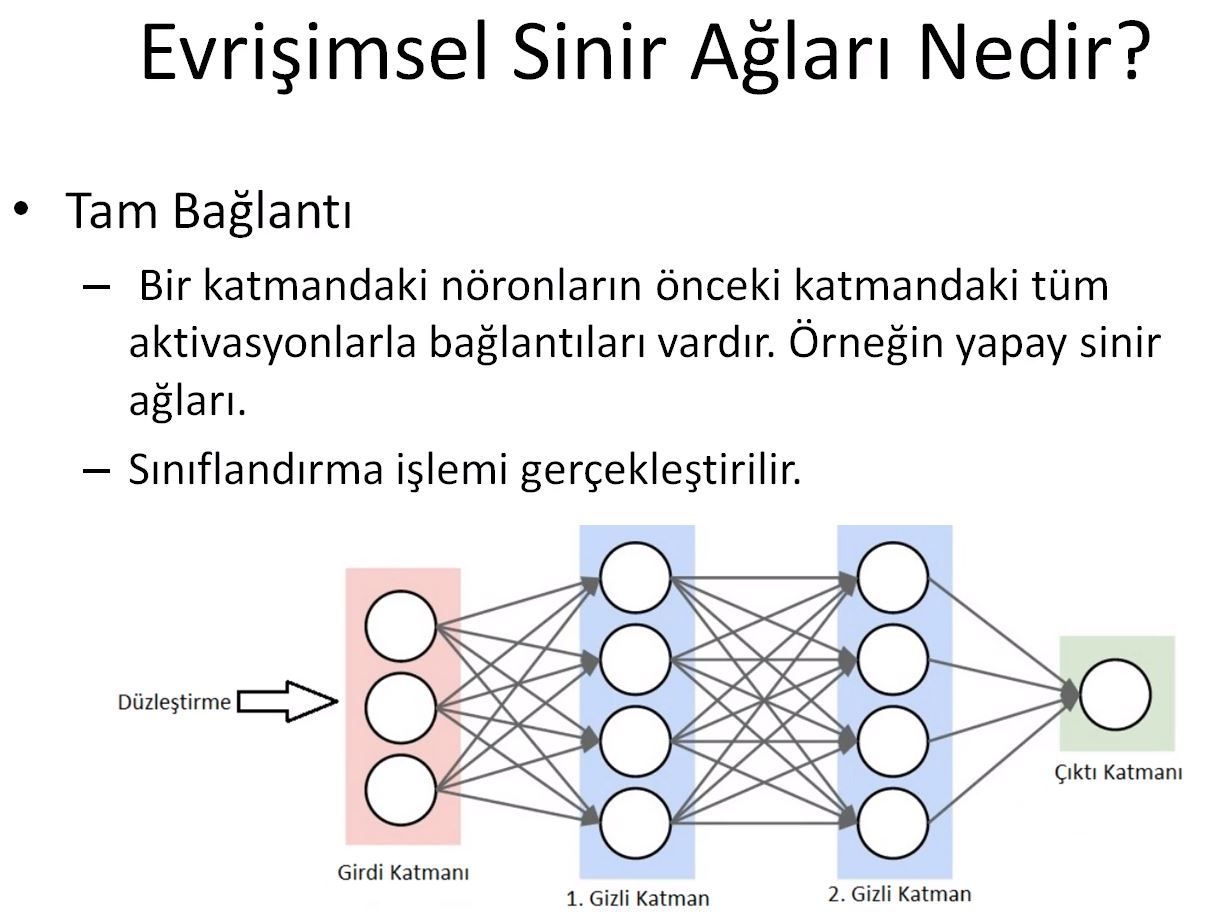 Evrişimsel Sinir Ağları Nedir?
• Tam Bağlantı
– Bir katmandaki nöronların önceki katmandaki tüm
aktivasyonlarla bağlantıları vardır. Örneğin yapay sinir
ağları.
– Sınıflandırma işlemi gerçekleştirilir.
Düzleştirme
Girdi Katmanı
1. Gizli Katman
2. Gizli Katman
Çıktı Katmanı